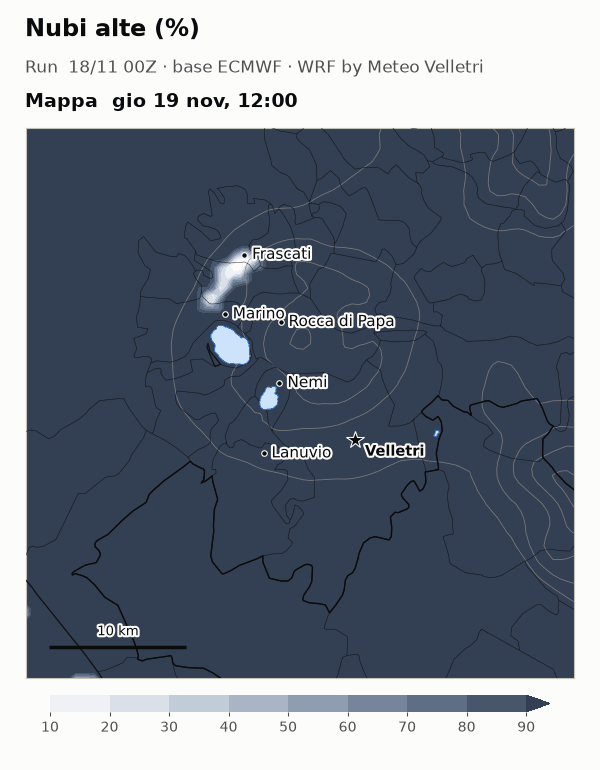 Nubi alte (%)
Run  18/11 00Z · base ECMWF · WRF by Meteo Velletri
Mappa  gio 19 nov, 12:00
Frascati
Marino
Rocca di Papa
Nemi
Velletri
Lanuvio
10 km
10 20 30 40 50 60 70 80 90